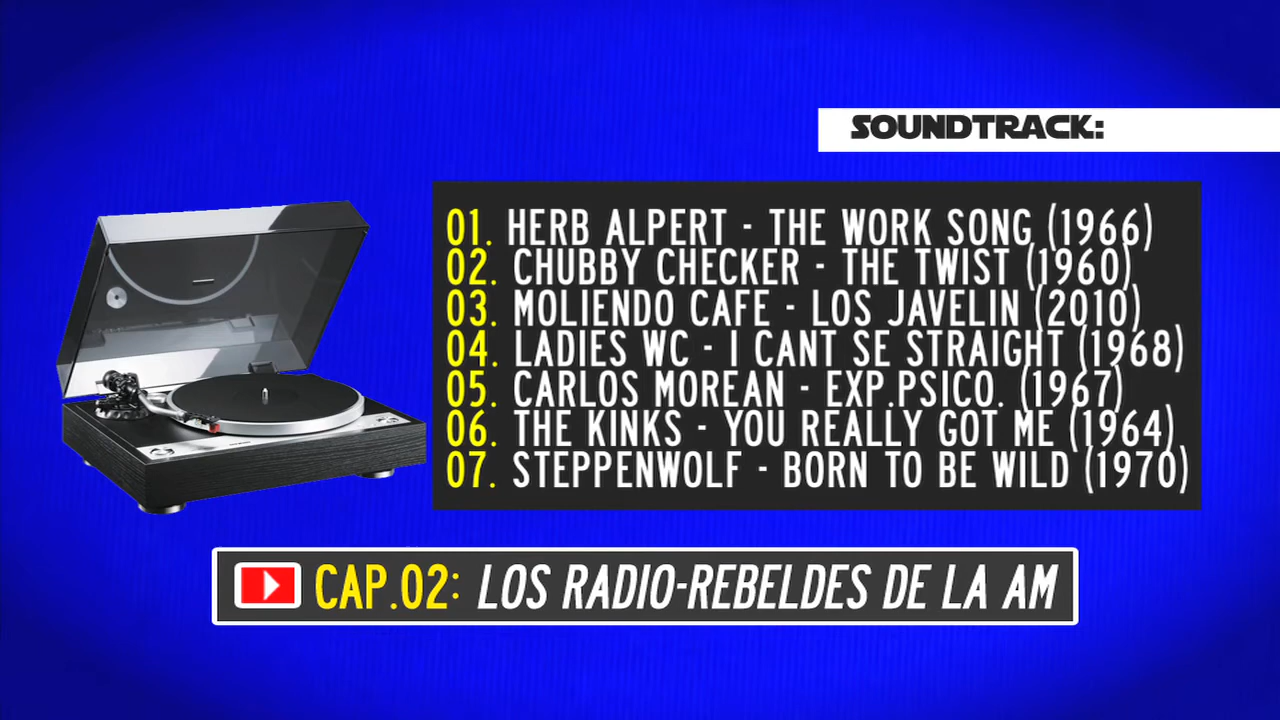 SOUNDTRACK:
01. HERB ALPERT - THE WORK SONG (1966)
02. CHUBBY CHECKER - THE TWIST (1960)
03. MOLIENDO CAFE - LOS JAVELIN (2010)
04. LADIES WC - I CANT SE STRAIGHT (1968)
05. CARLOS MOREAN - EXP.PSICO. (1967)
06. THE KINKS - YOU REALLY GOT ME (1964)
07. STEPPENWOLF - BORN TO BE WILD (1970)
CAP.02: LOS RADIO-REBELDES DE LA AM